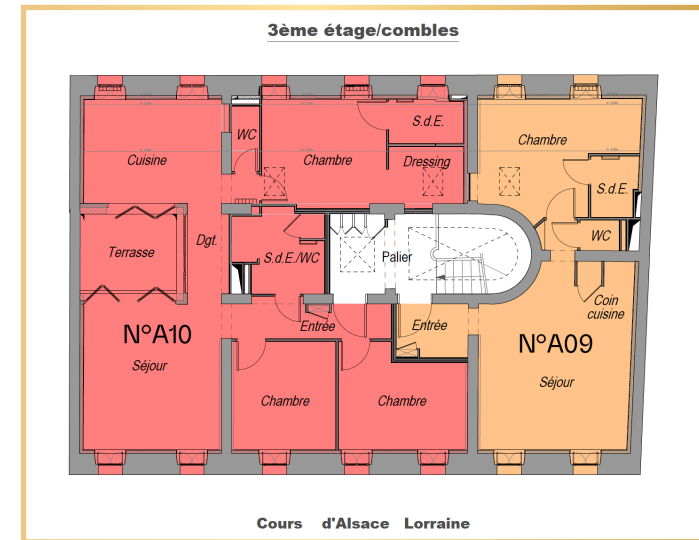 3ème étage/combles
S.d.E.
WC
Chambre
Cuisine
Chambre
Dressing
S.d.E.
Dgt.
WC
Terrasse
S.d.E./WC
Palier
Coin
cuisine
Entrée
Entrée
N°A10
N°A09
Séjour
Séjour
Chambre
Chambre
Cours d'Alsace Lorraine